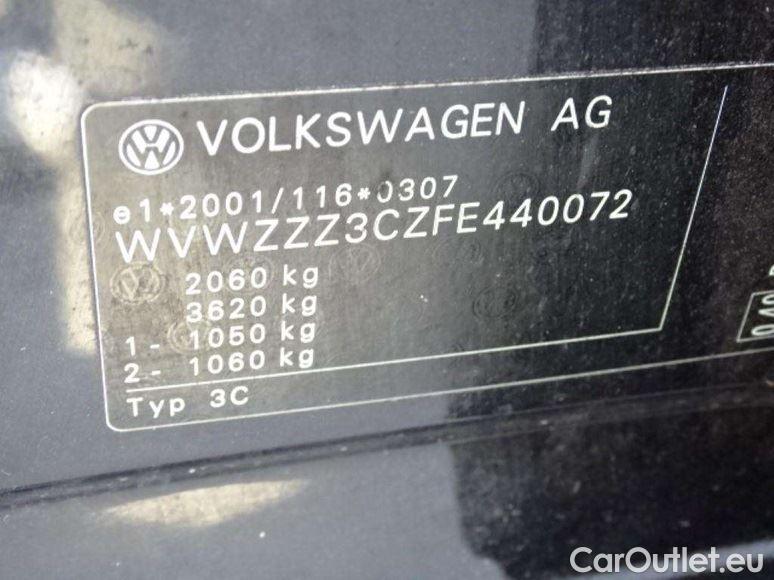 VOLKSWAGEN AG
e1*2001/116*0307
WVWZZZ3CZFE440072
2060 kg
3620 kg
1 - 1050 kg
2 - 1060 kg
Typ 3C
CarOutlet.eu